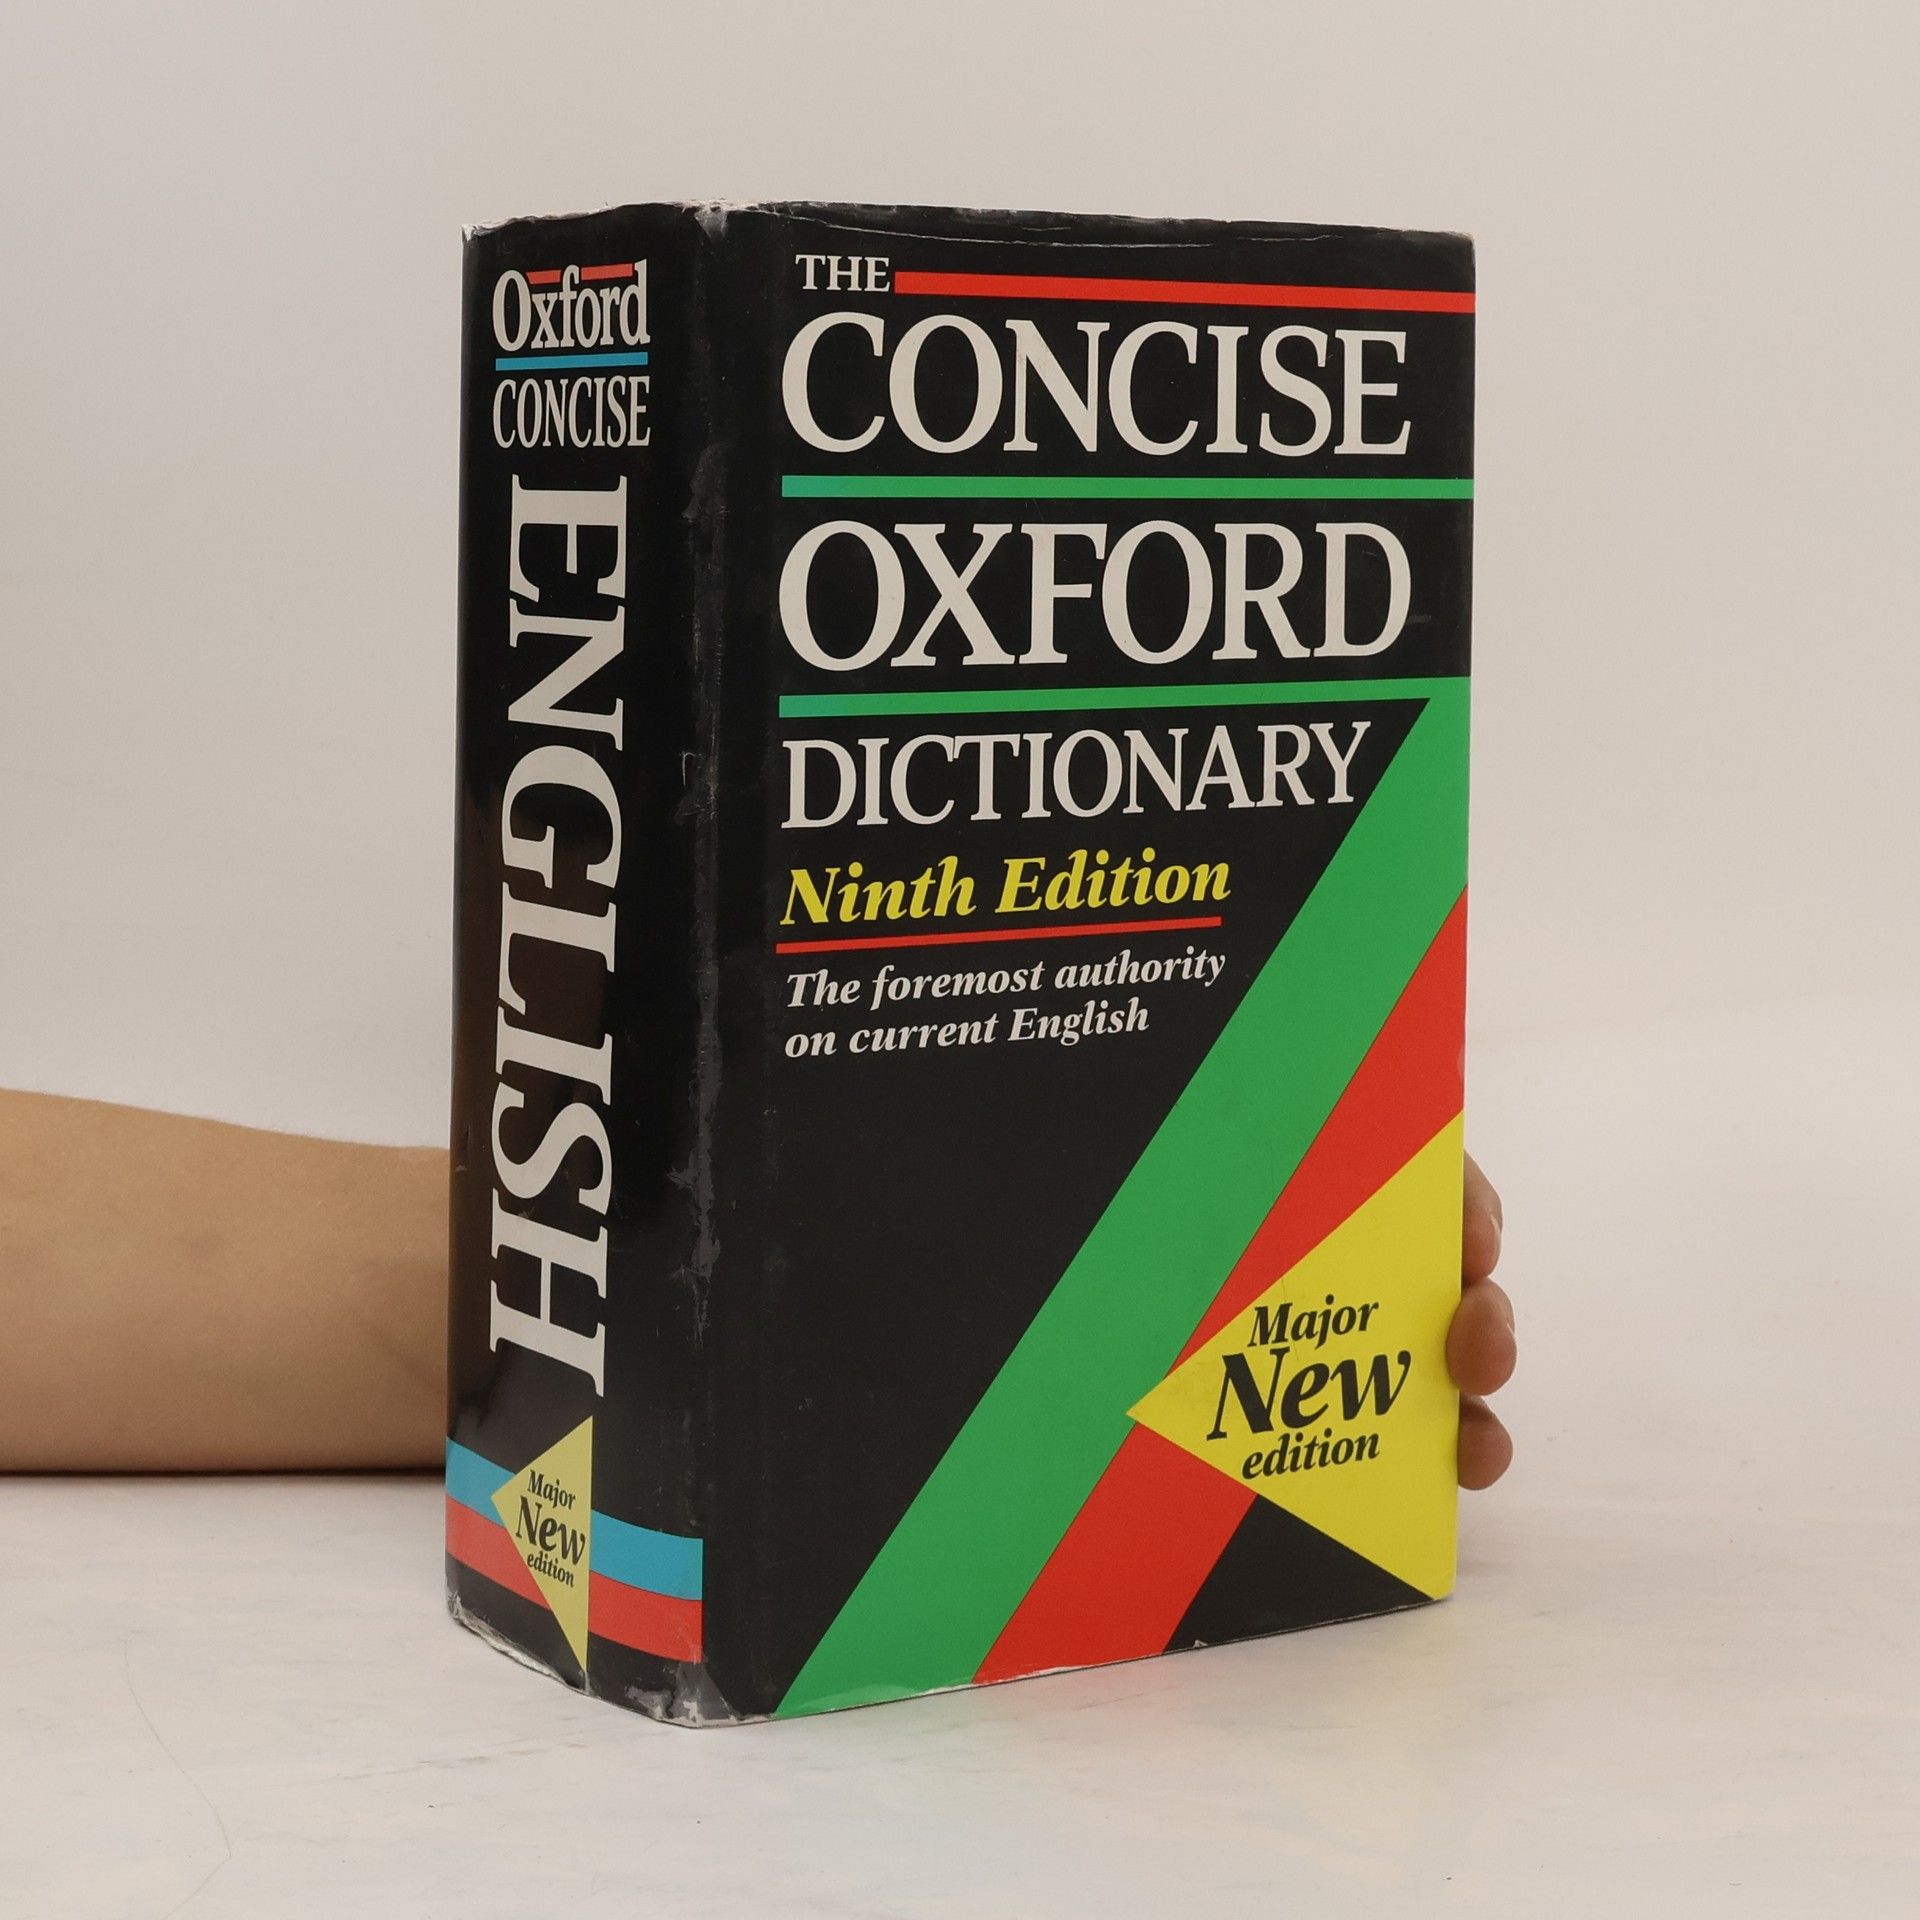 Oxford
CONCISE
ENGLISH
Major
New
edition
THE
CONCISE
OXFORD
DICTIONARY
Ninth Edition
The foremost authority
on current English
Major
New
edition